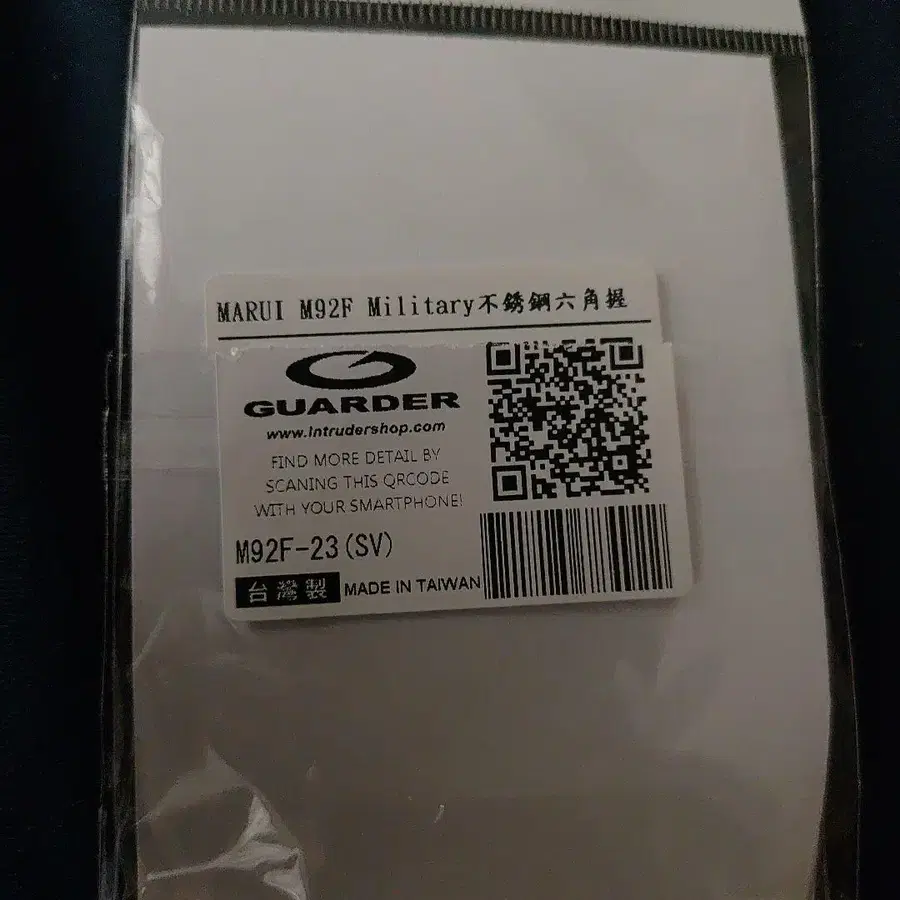 MARUI M92F Military不銹鋼六角握
GUARDER
www.intrudershop.com
FIND MORE DETAIL BY
SCANING THIS QRCODE
WITH YOUR SMARTPHONE!
M92F-23(SV)
台灣製 MADE IN TAIWAN